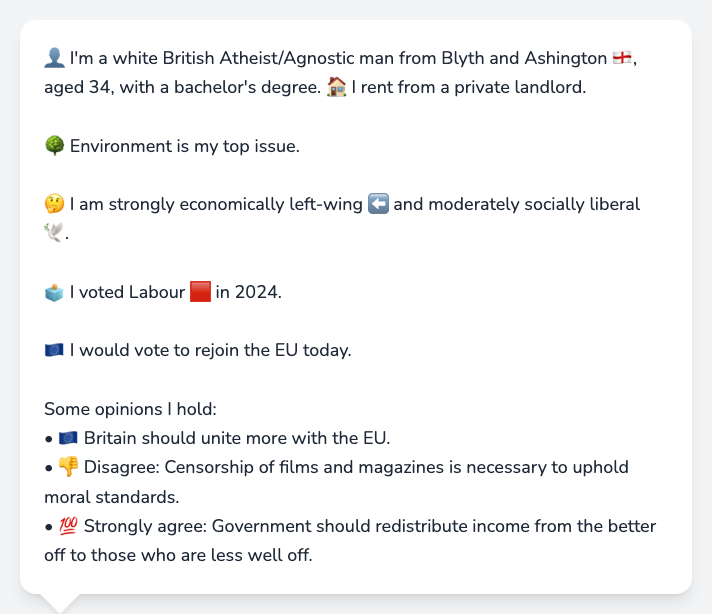 👤 I'm a white British Atheist/Agnostic man from Blyth and Ashington 🏴󠁧󠁢󠁥󠁮󠁧󠁿,
aged 34, with a bachelor's degree. 🏠 I rent from a private landlord.
🌳 Environment is my top issue.
🤔 I am strongly economically left-wing ⬅️ and moderately socially liberal
🕊️.
🗳️ I voted Labour 🟥 in 2024.
🇪🇺 I would vote to rejoin the EU today.
Some opinions I hold:
• 🇪🇺 Britain should unite more with the EU.
• 👎 Disagree: Censorship of films and magazines is necessary to uphold
moral standards.
• 💯 Strongly agree: Government should redistribute income from the better
off to those who are less well off.